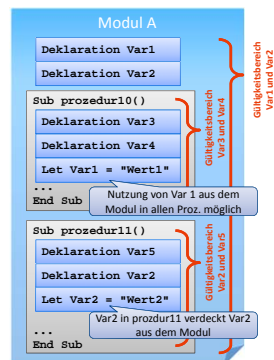 Modul A
Deklaration Var1
Deklaration Var2
Gültigkeitsbereich
Var1 und Var2
Sub prozedur10()
Deklaration Var3
Deklaration Var4
Let Var1 = "Wert1"
...
End Sub
Gültigkeitsbereich
Var3 und Var4
Nutzung von Var 1 aus dem
Modul in allen Proz. möglich
Sub prozedur11()
Deklaration Var5
Deklaration Var2
Let Var2 = "Wert2"
...
End Sub
Gültigkeitsbereich
Var2 und Var5
Var2 in prozdur11 verdeckt Var2
aus dem Modul